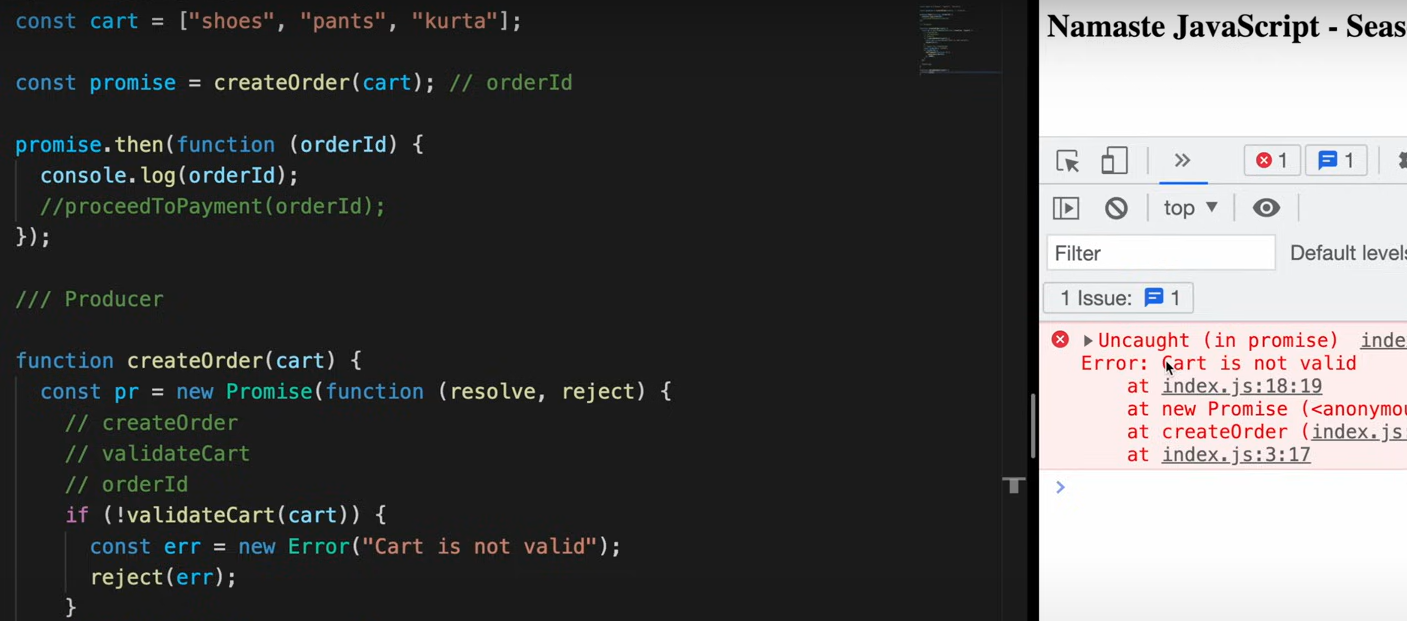 const cart = ["shoes", "pants", "kurta"];
const promise = createOrder(cart); // orderId
promise.then(function (orderId) {
console.log(orderId);
//proceedToPayment(orderId);
});
/// Producer
function createOrder(cart) {
const pr = new Promise(function (resolve, reject) {
// createOrder
// validateCart
// orderId
if (!validateCart(cart)) {
const err = new Error("Cart is not valid");
reject(err);
}
Namaste JavaScript - Seas
1 1
top
Filter Default levels
1 Issue: 1
Uncaught (in promise) inde
Error: Cart is not valid
at index.js:18:19
at new Promise (<anonymou
at createOrder (index.js:
at index.js:3:17